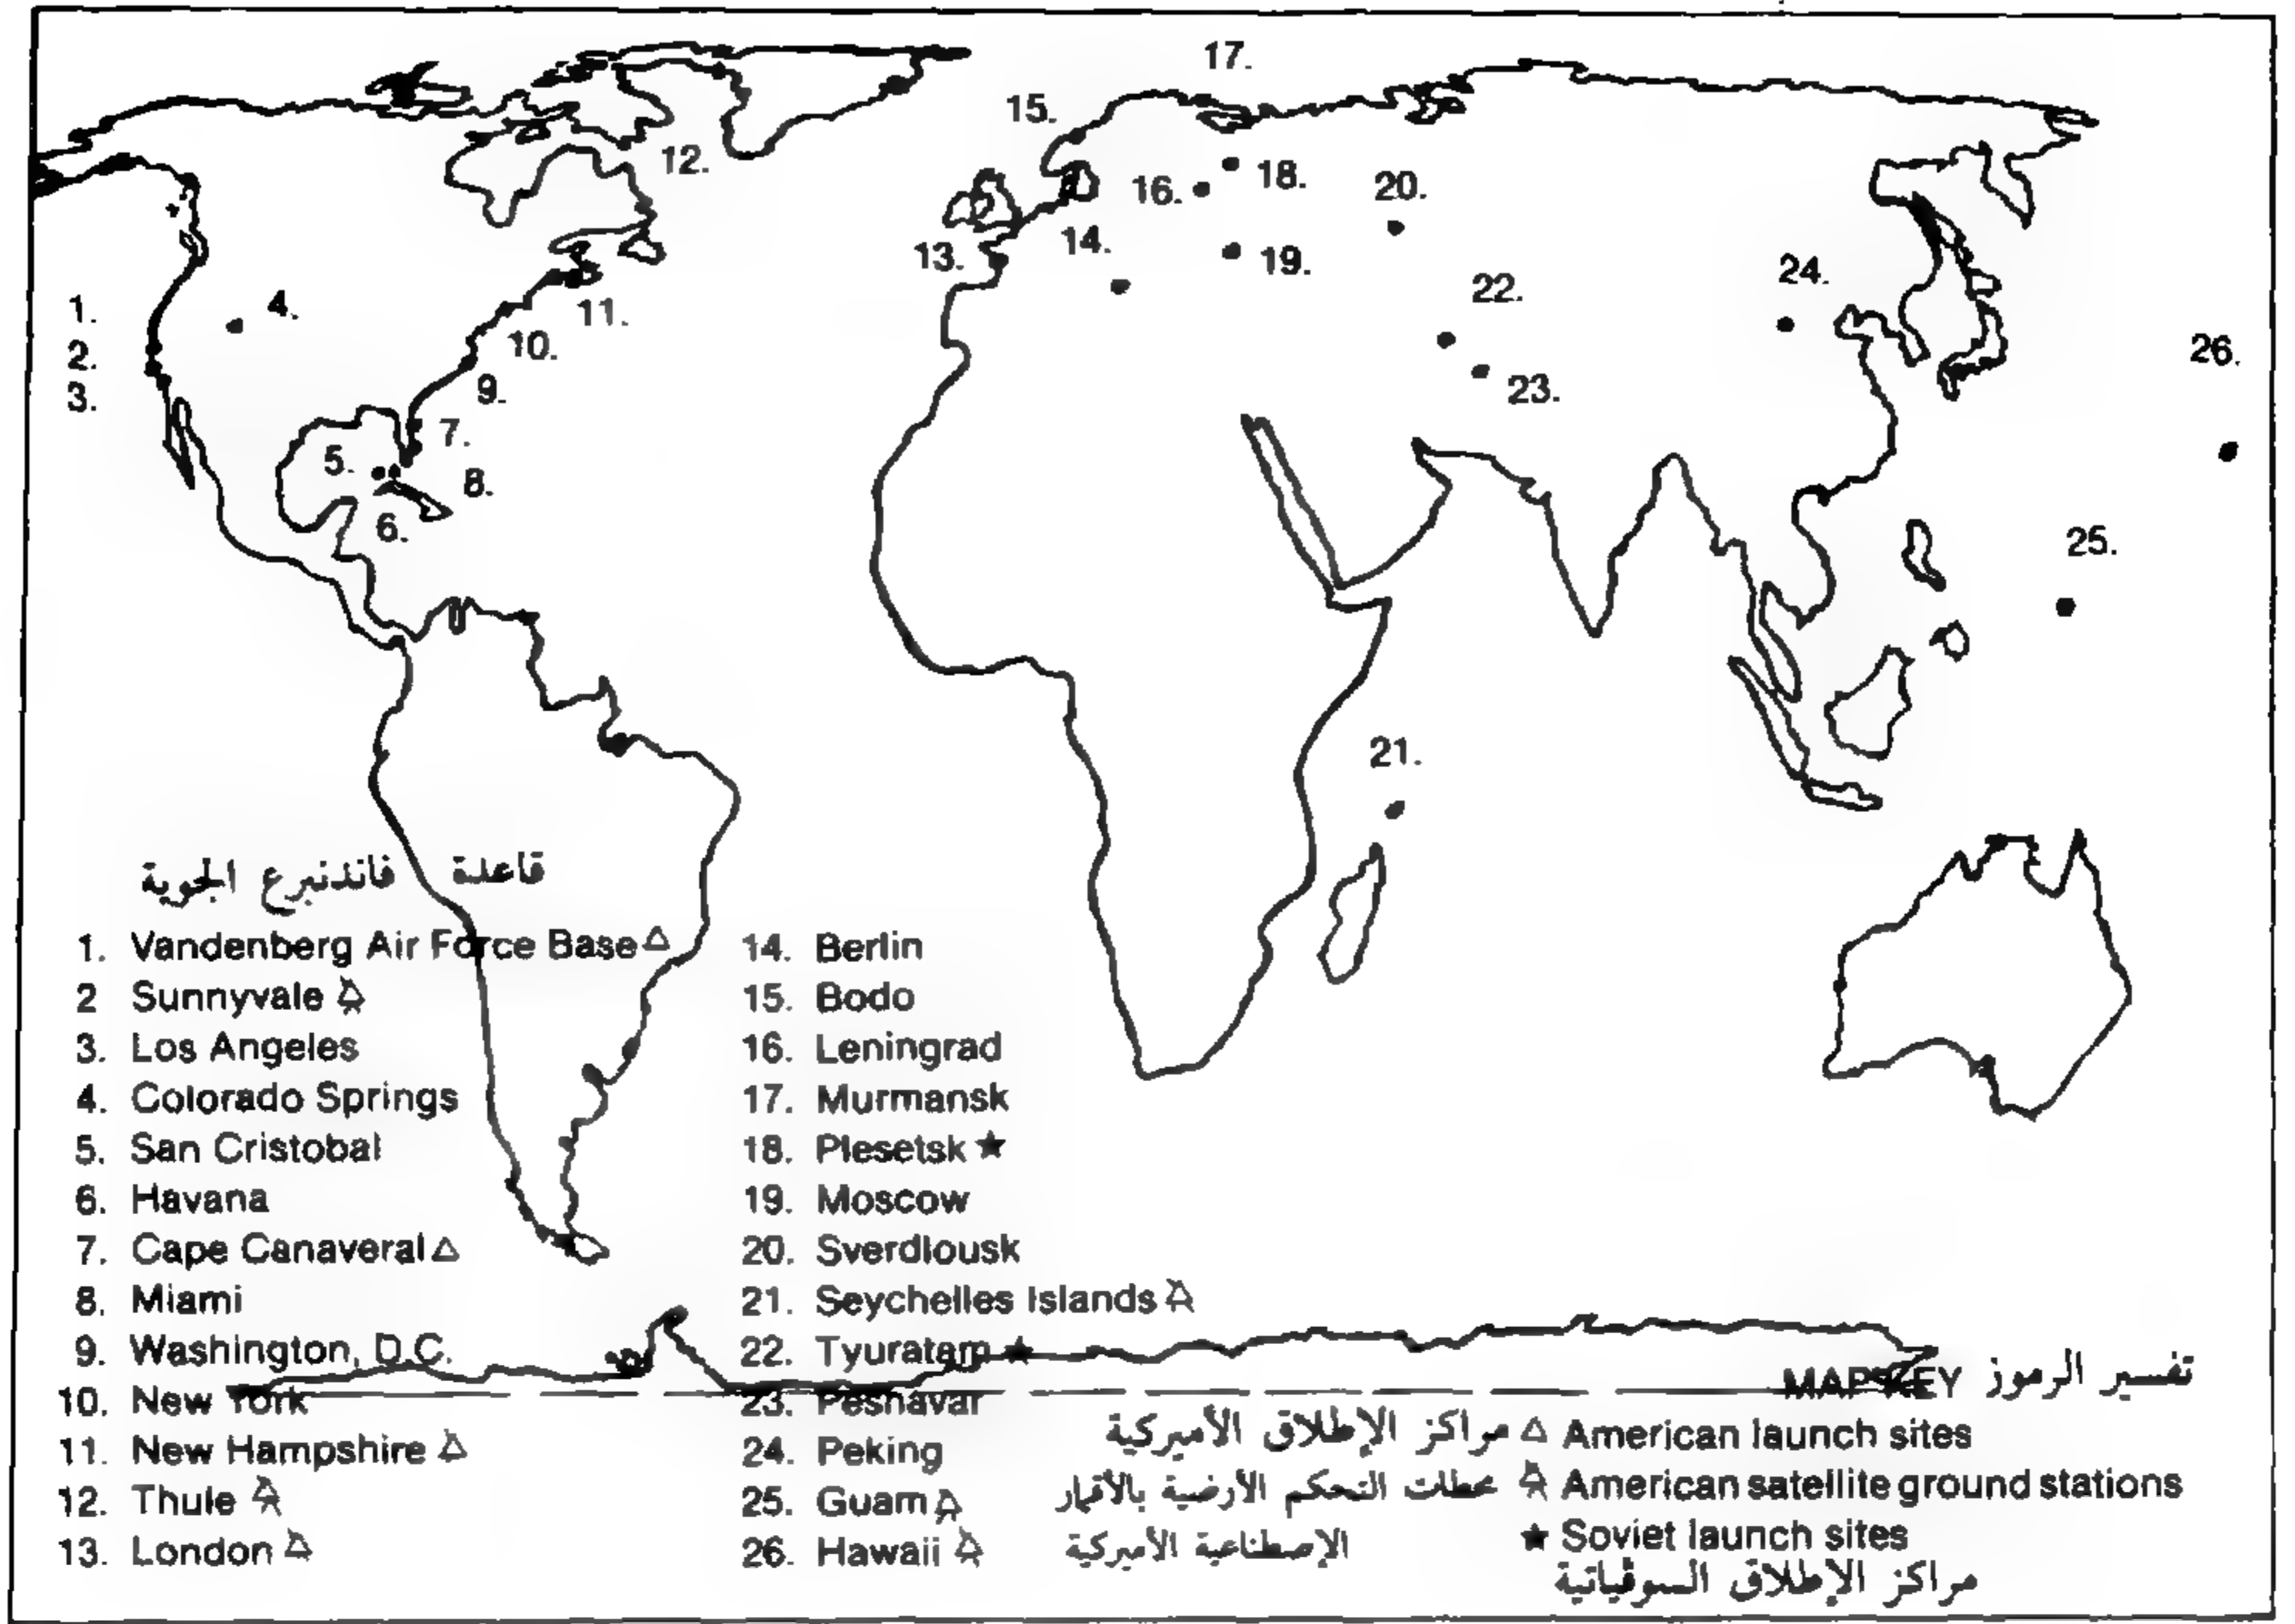 17.
15.
12.
16.
18.
20.
13.
14.
19.
1.
4.
11.
22.
24.
2.
10.
26.
3.
9.
23.
7.
5.
8.
6.
25.
21.
قاعدة فاندنبرغ الجوية
1. Vandenberg Air Force Base △
2 Sunnyvale
3. Los Angeles
4. Colorado Springs
5. San Cristobal
6. Havana
7. Cape Canaveral △
8. Miami
9. Washington, D.C.
10. New York
11. New Hampshire
12. Thule
13. London
14. Berlin
15. Bodo
16. Leningrad
17. Murmansk
18. Plesetsk ★
19. Moscow
20. Sverdlousk
21. Seychelles Islands
22. Tyuratam ★
23. Peshavar
24. Peking
25. Guam
26. Hawaii
MAP KEY تفسير الرموز
مراكز الإطلاق الأميركية △ American launch sites
محطات التحكم الأرضية بالأقمار American satellite ground stations
الإصطناعية الأميركية
★ Soviet launch sites
مراكز الإطلاق السوفياتية